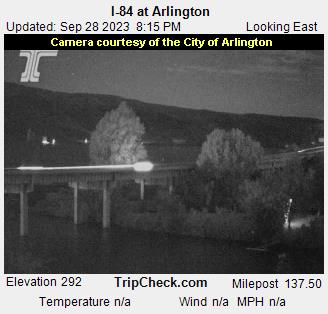 I-84 at Arlington
Updated: Sep 28 2023 8:15 PM Looking East
Camera courtesy of the City of Arlington
Elevation 292 TripCheck.com Milepost 137.50
Temperature n/a Wind n/a MPH n/a